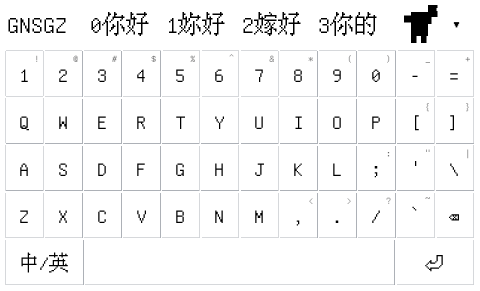 GNSGZ 0你好 1妳好 2嫁好 3你的
! @ # $ % ^ & * ( ) _ +
1 2 3 4 5 6 7 8 9 0 - =
{ }
Q W E R T Y U I O P [ ]
: " |
A S D F G H J K L ; ' \
< > ? ~
Z X C V B N M , . / `
中/英